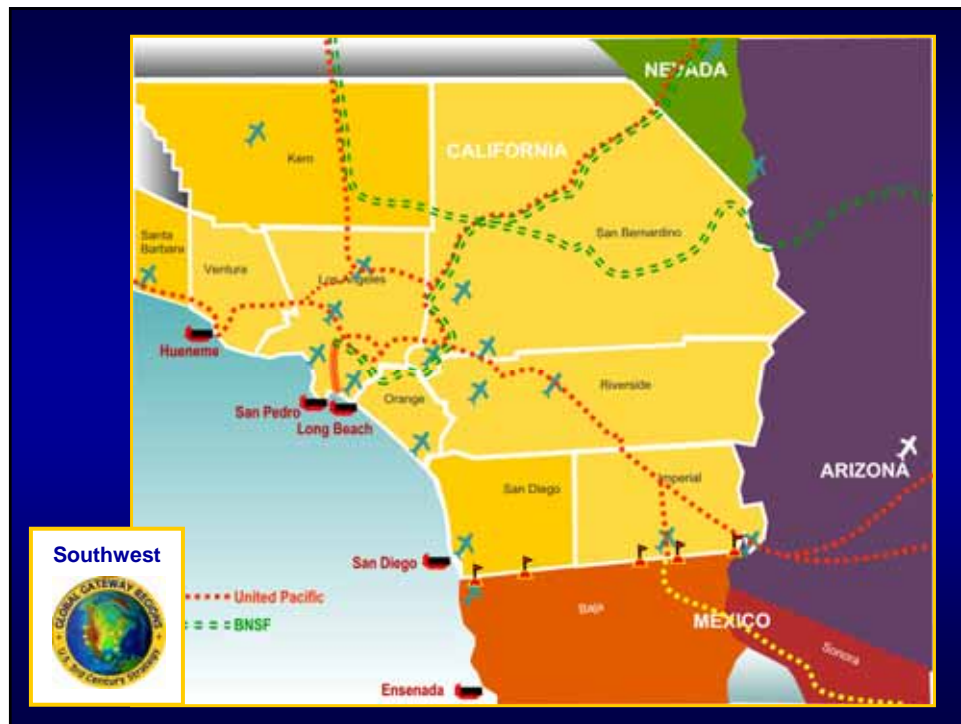 NEVADA
CALIFORNIA
Kern
Santa
Barbara
Ventura
Los Angeles
San Bernardino
Hueneme
San Pedro
Long Beach
Orange
Riverside
ARIZONA
San Diego
Imperial
San Diego
Southwest
United Pacific
BNSF
GLOBAL GATEWAY REGIONS
U.S. 3rd Century Strategy
BAJA
MEXICO
Sonora
Ensenada